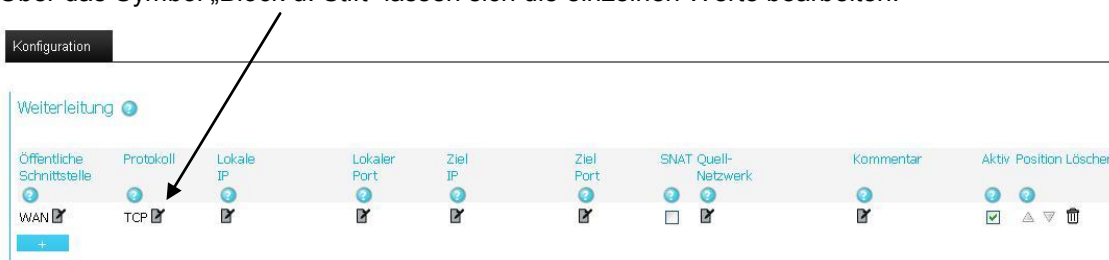 Über das Symbol „Block u. Stift“ lassen sich die einzelnen Werte bearbeiten.
Konfiguration
Weiterleitung ?
Öffentliche Protokoll Lokale Lokaler Ziel Ziel SNAT Quell- Kommentar Aktiv Position Löschen
Schnittstelle IP Port IP Port Netzwerk
? ? ? ? ? ? ? ? ? ? ?
WAN TCP
+